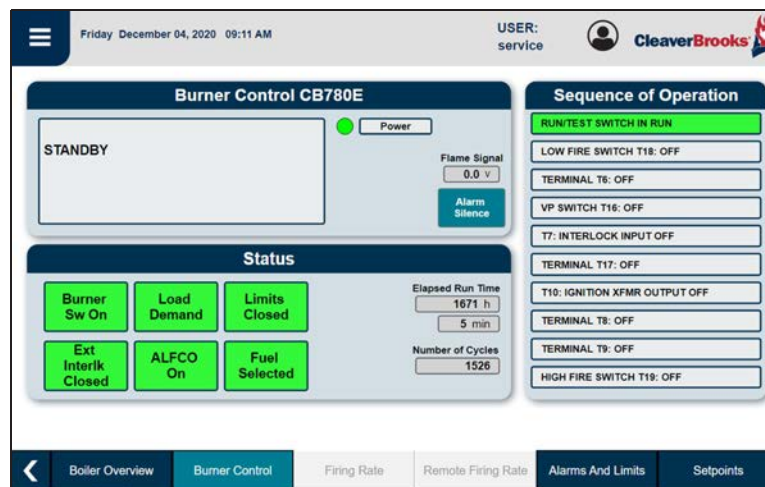 Friday December 04, 2020 09:11 AM
USER:
service
CleaverBrooks
Burner Control CB780E
STANDBY
Power
Flame Signal
0.0 V
Alarm
Silence
Status
Burner
Sw On
Load
Demand
Limits
Closed
Ext
Interlk
Closed
ALFCO
On
Fuel
Selected
Elapsed Run Time
1671 h
5 min
Number of Cycles
1526
Sequence of Operation
RUN/TEST SWITCH IN RUN
LOW FIRE SWITCH T18: OFF
TERMINAL T6: OFF
VP SWITCH T16: OFF
T7: INTERLOCK INPUT OFF
TERMINAL T17: OFF
T10: IGNITION XFMR OUTPUT OFF
TERMINAL T8: OFF
TERMINAL T9: OFF
HIGH FIRE SWITCH T19: OFF
Boiler Overview
Burner Control
Firing Rate
Remote Firing Rate
Alarms And Limits
Setpoints